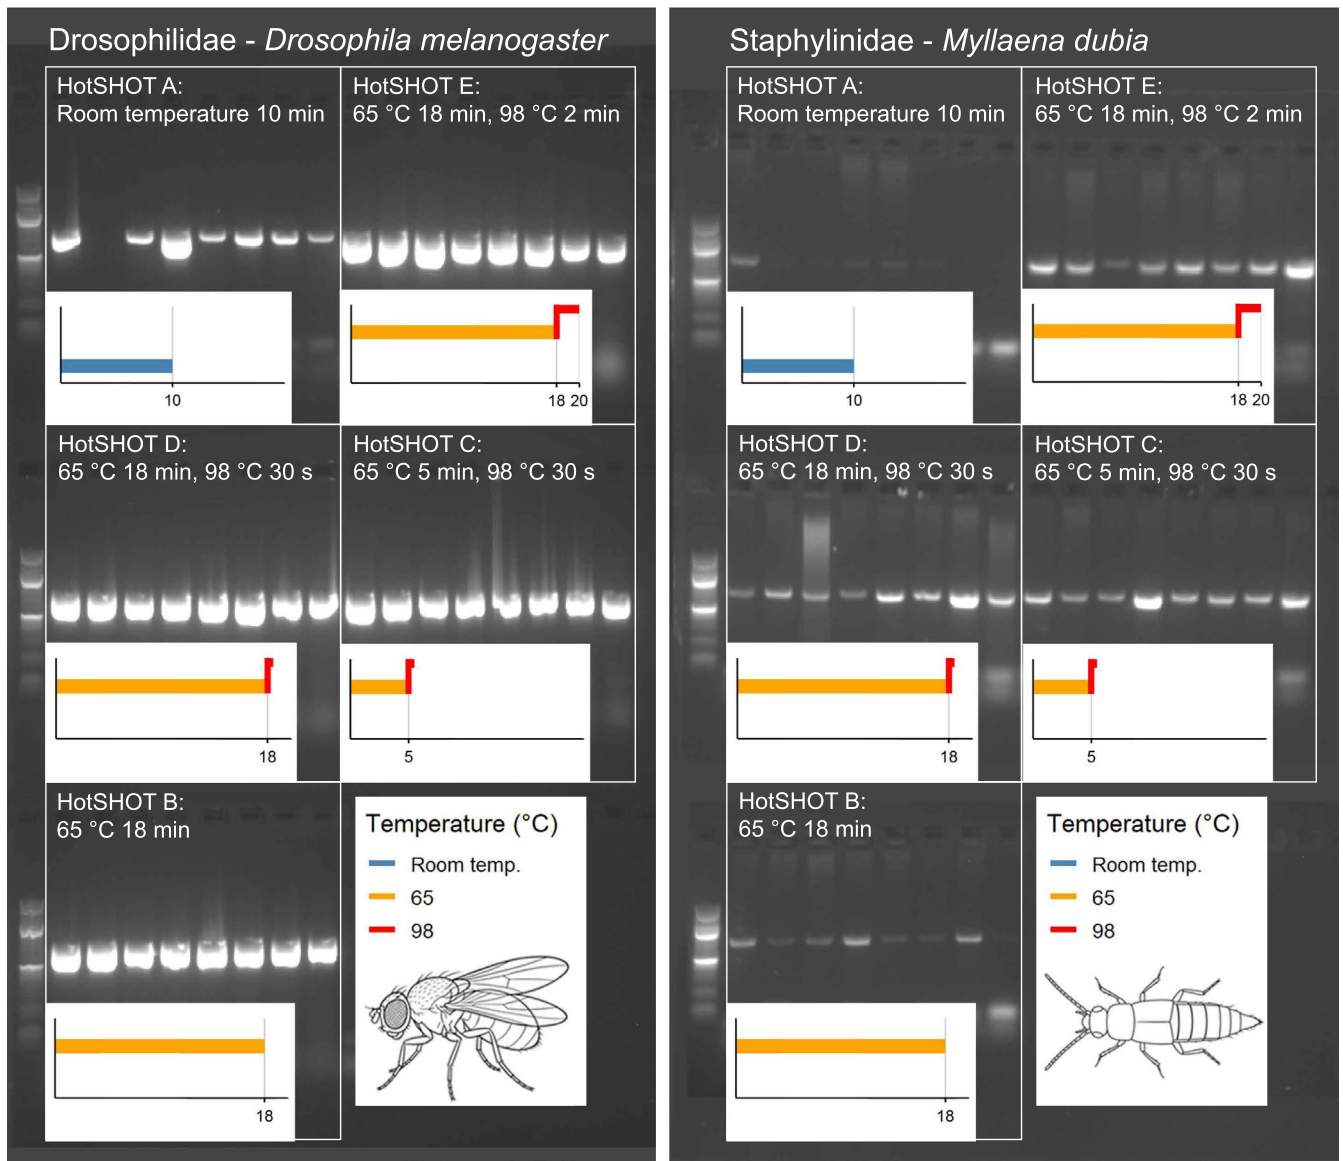 Drosophilidae - Drosophila melanogaster
HotSHOT A:
Room temperature 10 min
HotSHOT E:
65 °C 18 min, 98 °C 2 min
10
18 20
HotSHOT D:
65 °C 18 min, 98 °C 30 s
HotSHOT C:
65 °C 5 min, 98 °C 30 s
18
5
HotSHOT B:
65 °C 18 min
18
Temperature (°C)
Room temp.
65
98
Staphylinidae - Myllaena dubia
HotSHOT A:
Room temperature 10 min
HotSHOT E:
65 °C 18 min, 98 °C 2 min
10
18 20
HotSHOT D:
65 °C 18 min, 98 °C 30 s
HotSHOT C:
65 °C 5 min, 98 °C 30 s
18
5
HotSHOT B:
65 °C 18 min
18
Temperature (°C)
Room temp.
65
98